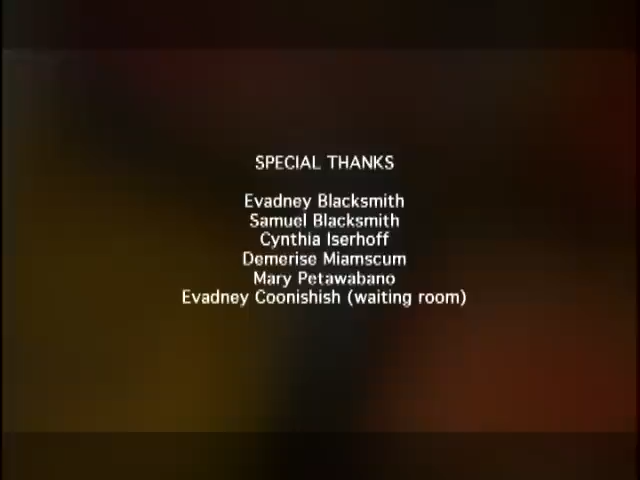 SPECIAL THANKS
Evadney Blacksmith
Samuel Blacksmith
Cynthia Iserhoff
Demerise Miamscum
Mary Petawabano
Evadney Coonishish (waiting room)